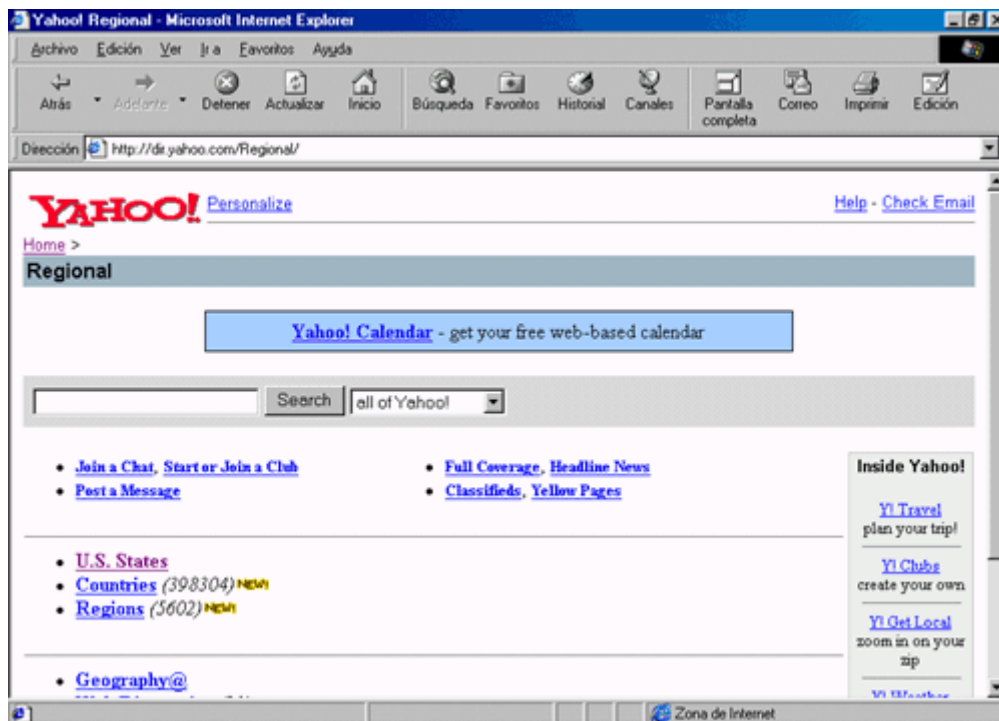 Yahoo! Regional - Microsoft Internet Explorer
Archivo Edición Ver Ir a Favoritos Ayuda
Atrás Adelante Detener Actualizar Inicio Búsqueda Favoritos Historial Canales Pantalla completa Correo Imprimir Edición
Dirección http://dir.yahoo.com/Regional/
YAHOO! Personalize Help - Check Email
Home >
Regional
Yahoo! Calendar - get your free web-based calendar
Search all of Yahoo!
Join a Chat, Start or Join a Club
Post a Message
Full Coverage, Headline News
Classifieds, Yellow Pages
U.S. States
Countries (398304) NEW!
Regions (5602) NEW!
Geography@
Inside Yahoo!
Y! Travel
plan your trip!
Y! Clubs
create your own
Y! Get Local
zoom in on your
zip
Y! Weather
Zona de Internet